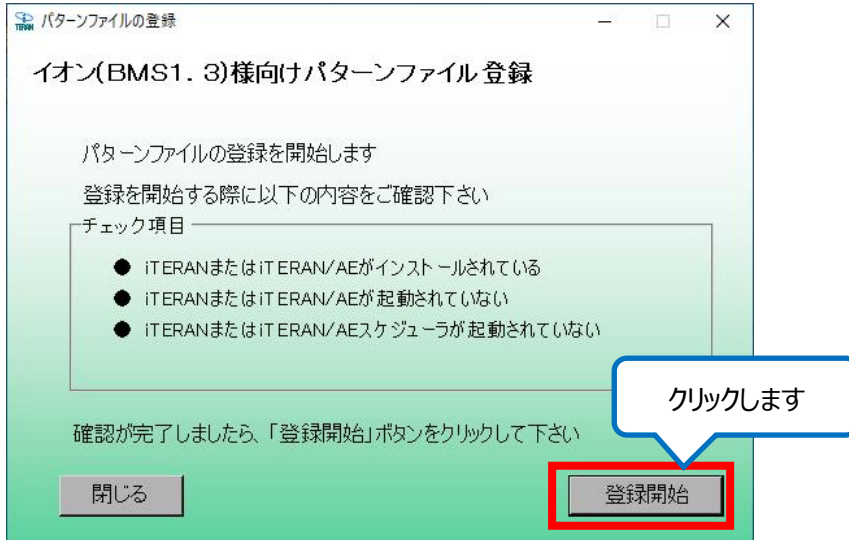 TERAN パターンファイルの登録
イオン(BMS1.3)様向けパターンファイル登録
パターンファイルの登録を開始します
登録を開始する際に以下の内容をご確認下さい
チェック項目
● iTERANまたはiTERAN/AEがインストールされている
● iTERANまたはiTERAN/AEが起動されていない
● iTERANまたはiTERAN/AEスケジューラが起動されていない
クリックします
確認が完了しましたら、「登録開始」ボタンをクリックして下さい
閉じる
登録開始